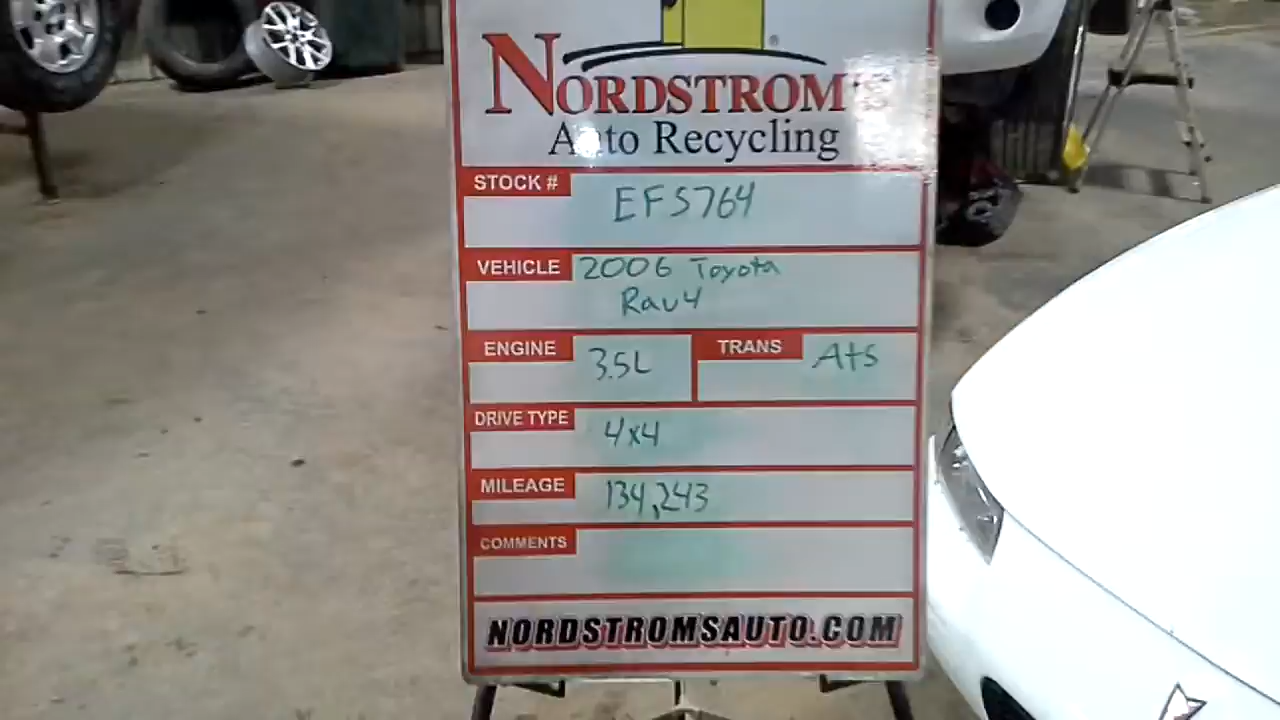 NORDSTROM'S
Auto Recycling
STOCK # EFS764
VEHICLE 2006 Toyota
Rav4
ENGINE 3.5L TRANS Ats
DRIVE TYPE 4x4
MILEAGE 134,243
COMMENTS
NORDSTROMSAUTO.COM